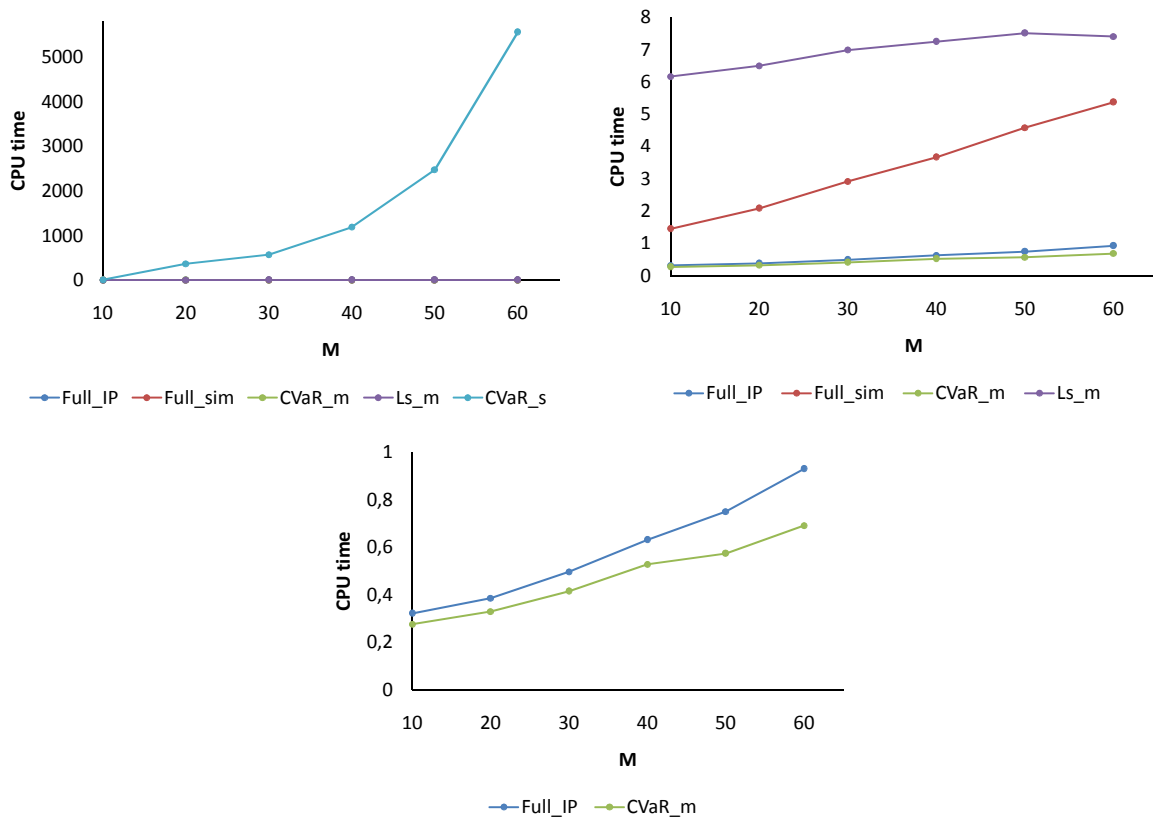 5000
4000
3000
2000
1000
0
CPU time
10 20 30 40 50 60
M
Full_IP Full_sim CVaR_m Ls_m CVaR_s
8
7
6
5
4
3
2
1
0
CPU time
10 20 30 40 50 60
M
Full_IP Full_sim CVaR_m Ls_m
1
0,8
0,6
0,4
0,2
0
CPU time
10 20 30 40 50 60
M
Full_IP CVaR_m